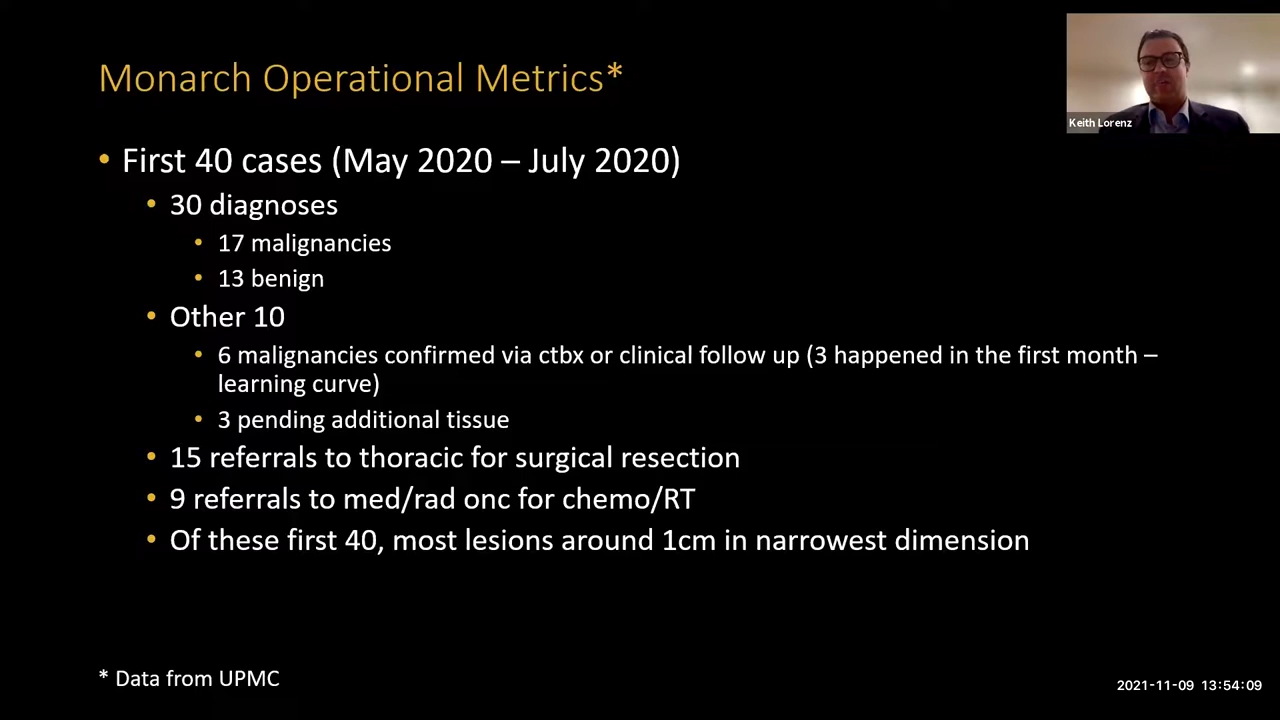 Monarch Operational Metrics*
Keith Lorenz
• First 40 cases (May 2020 – July 2020)
• 30 diagnoses
• 17 malignancies
• 13 benign
• Other 10
• 6 malignancies confirmed via ctbx or clinical follow up (3 happened in the first month –
learning curve)
• 3 pending additional tissue
• 15 referrals to thoracic for surgical resection
• 9 referrals to med/rad onc for chemo/RT
• Of these first 40, most lesions around 1cm in narrowest dimension
* Data from UPMC
2021-11-09 13:54:09